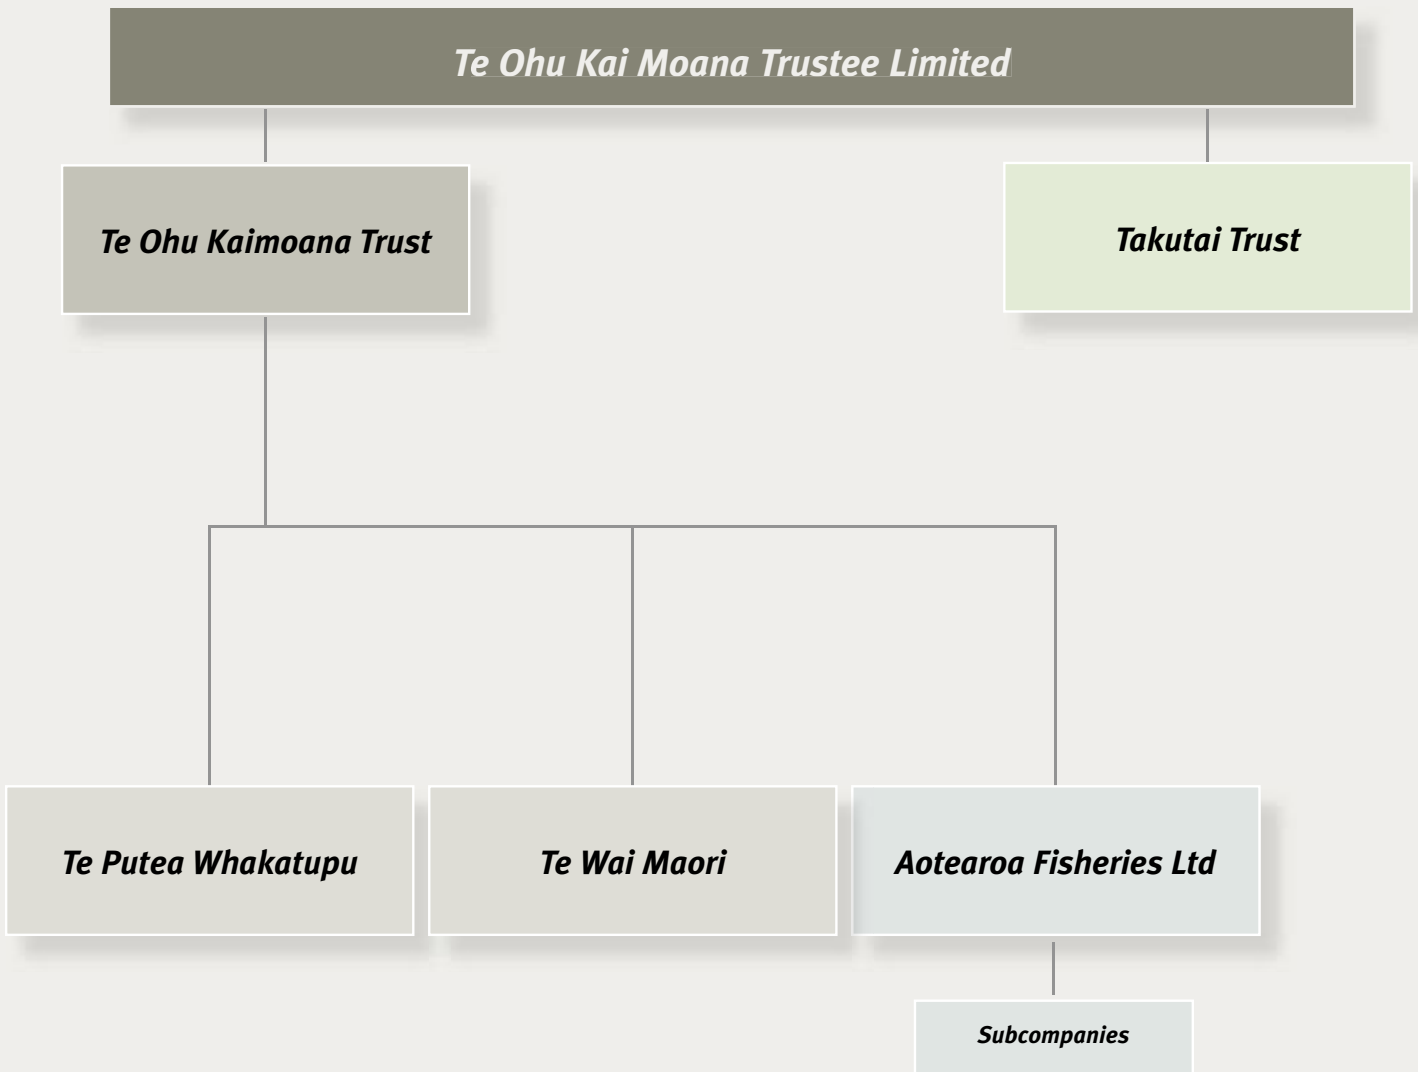 Te Ohu Kai Moana Trustee Limited
Te Ohu Kaimoana Trust
Takutai Trust
Te Putea Whakatupu
Te Wai Maori
Aotearoa Fisheries Ltd
Subcompanies